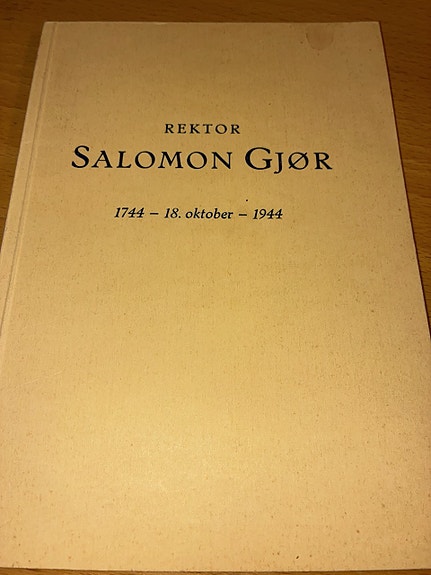 REKTOR
SALOMON GJØR
1744 – 18. oktober – 1944